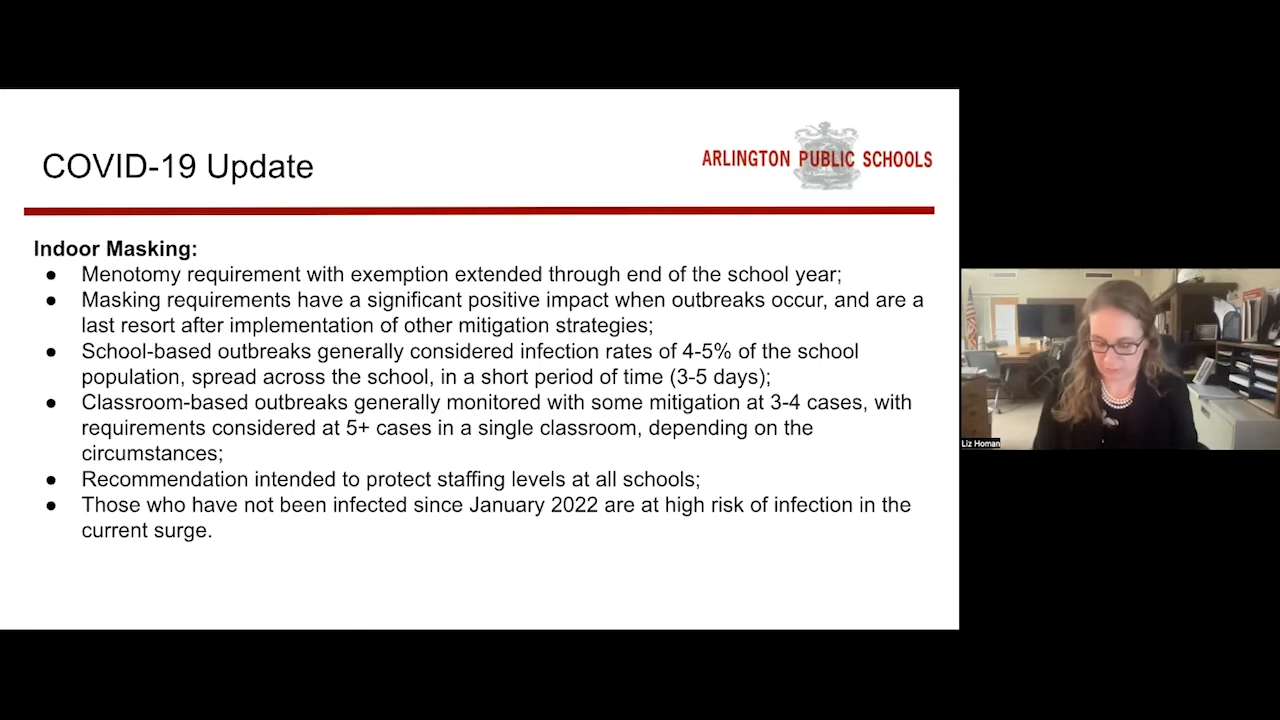 COVID-19 Update
ARLINGTON PUBLIC SCHOOLS
Indoor Masking:
● Menotomy requirement with exemption extended through end of the school year;
● Masking requirements have a significant positive impact when outbreaks occur, and are a
last resort after implementation of other mitigation strategies;
● School-based outbreaks generally considered infection rates of 4-5% of the school
population, spread across the school, in a short period of time (3-5 days);
● Classroom-based outbreaks generally monitored with some mitigation at 3-4 cases, with
requirements considered at 5+ cases in a single classroom, depending on the
circumstances;
● Recommendation intended to protect staffing levels at all schools;
● Those who have not been infected since January 2022 are at high risk of infection in the
current surge.
Liz Homan